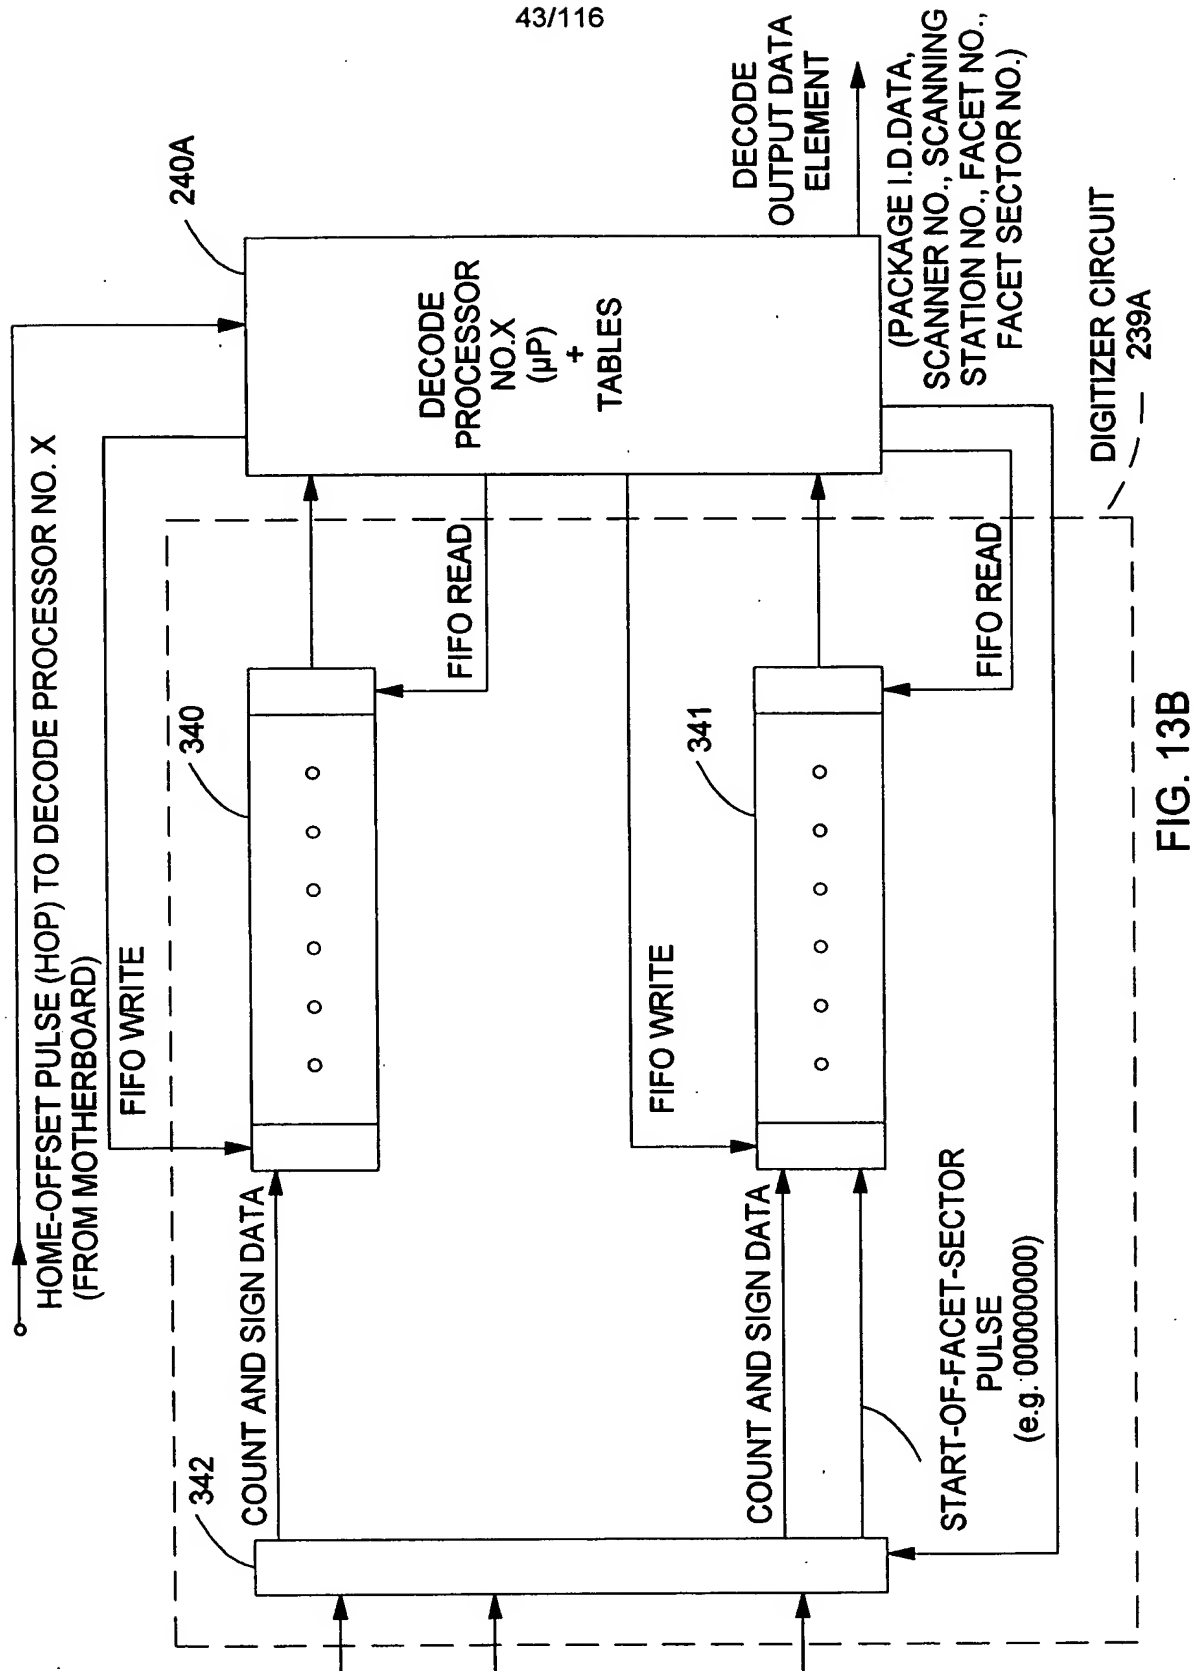 43/116
HOME-OFFSET PULSE (HOP) TO DECODE PROCESSOR NO. X
(FROM MOTHERBOARD)
240A
FIFO WRITE
340
DECODE
PROCESSOR
NO.X
(µP)
+
TABLES
DECODE
OUTPUT DATA
ELEMENT
(PACKAGE I.D.DATA,
SCANNER NO., SCANNING
STATION NO., FACET NO.,
FACET SECTOR NO.)
342
COUNT AND SIGN DATA
FIFO READ
FIFO WRITE
341
COUNT AND SIGN DATA
FIFO READ
START-OF-FACET-SECTOR
PULSE
(e.g. 00000000)
DIGITIZER CIRCUIT
239A
FIG. 13B